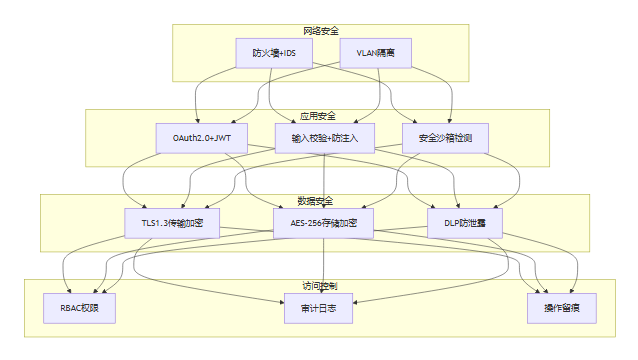 网络安全
防火墙+IDS
VLAN隔离
应用安全
OAuth2.0+JWT
输入校验+防注入
安全沙箱检测
数据安全
TLS1.3传输加密
AES-256存储加密
DLP防泄露
访问控制
RBAC权限
审计日志
操作留痕